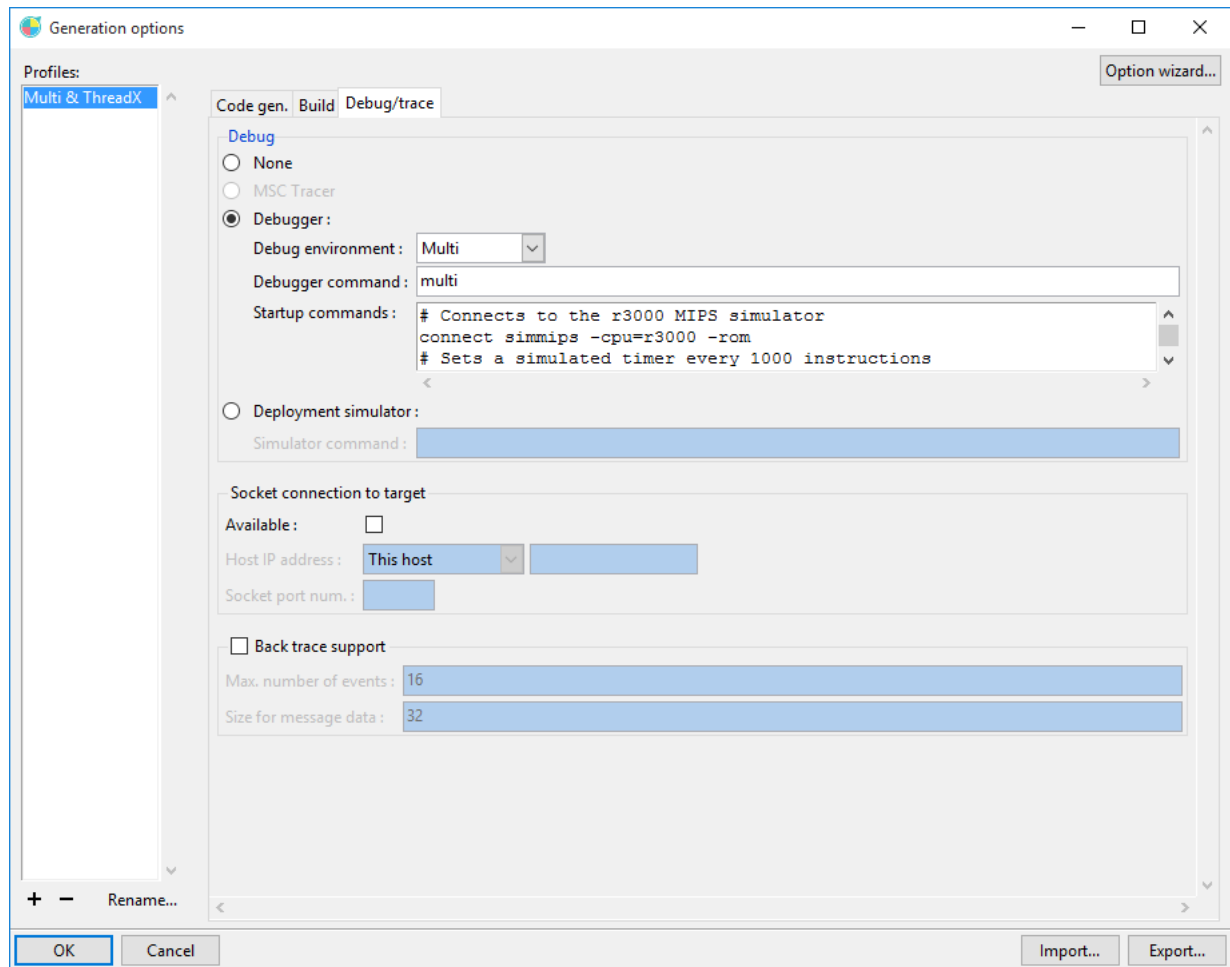 Generation options
Profiles:
Option wizard...
Multi & ThreadX
Code gen. Build Debug/trace
Debug
None
MSC Tracer
Debugger :
Debug environment : Multi
Debugger command : multi
Startup commands : # Connects to the r3000 MIPS simulator
connect simmips -cpu=r3000 -rom
# Sets a simulated timer every 1000 instructions
Deployment simulator :
Simulator command :
Socket connection to target
Available :
Host IP address : This host
Socket port num. :
Back trace support
Max. number of events : 16
Size for message data : 32
+ − Rename...
OK Cancel Import... Export...